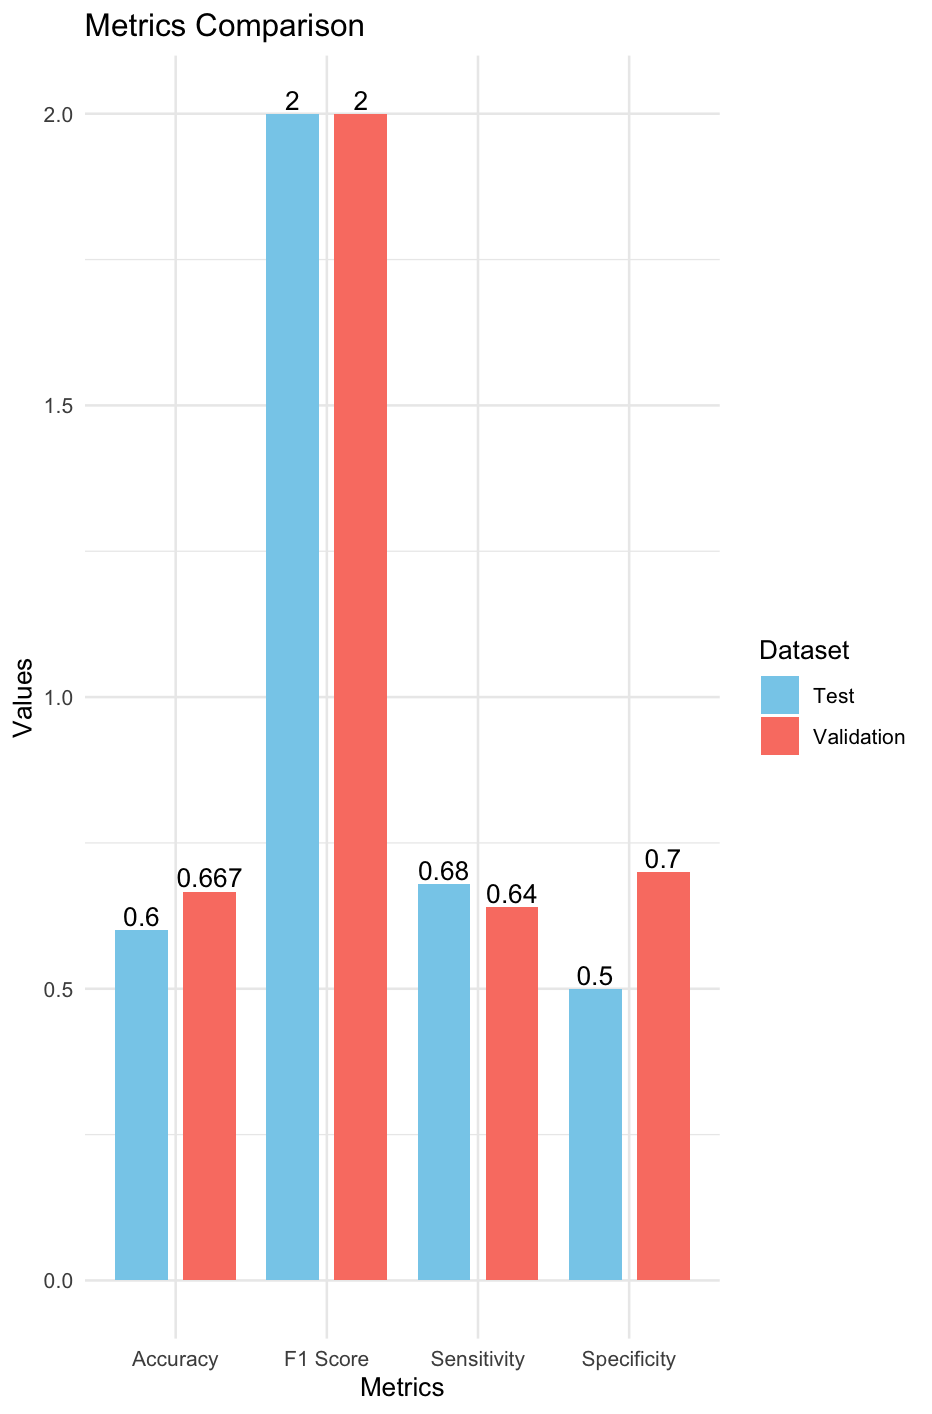 Metrics Comparison
2 2
2.0
1.5
Values
1.0
0.667
0.6
0.68
0.64
0.7
0.5
0.5
0.0
Accuracy F1 Score Sensitivity Specificity
Metrics
Dataset
Test
Validation